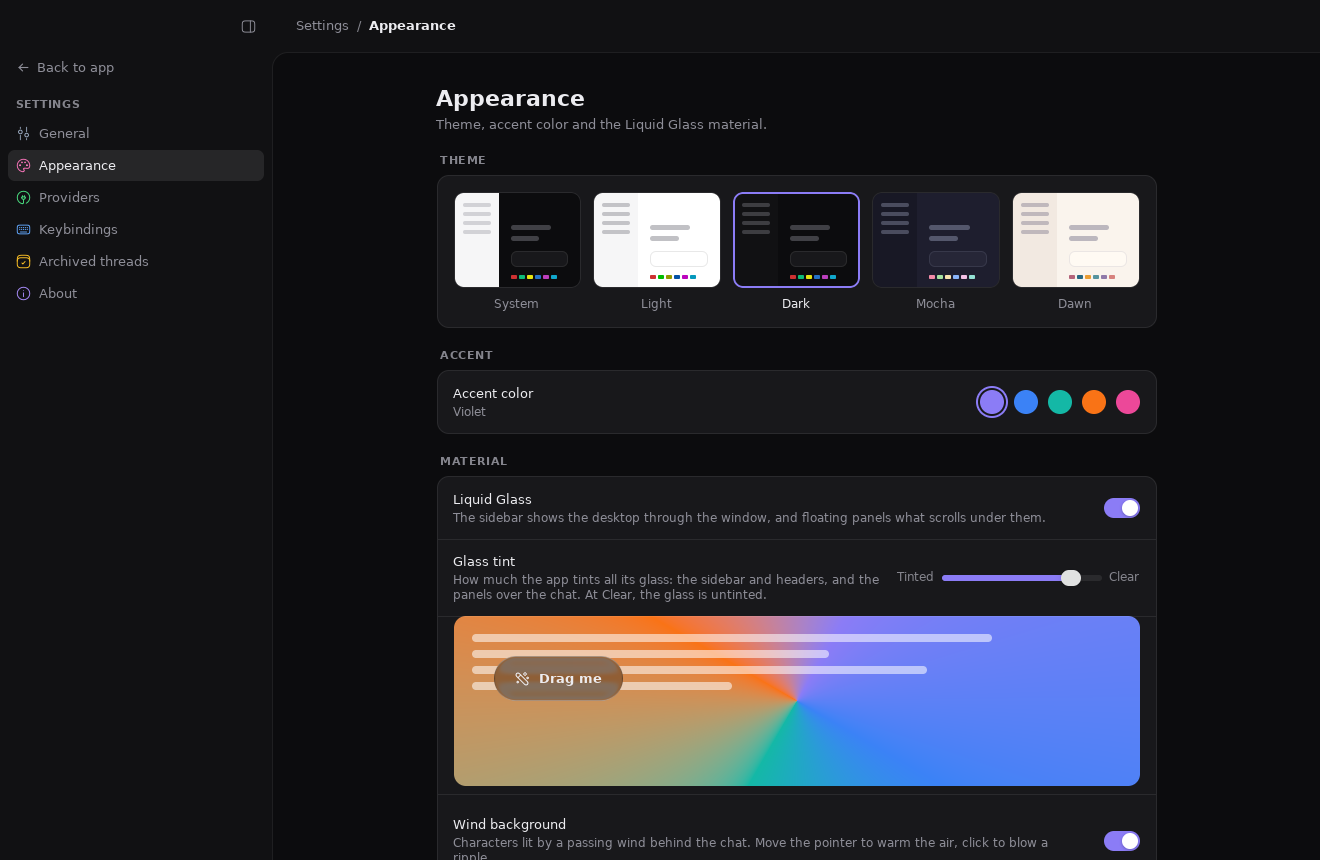 Settings / Appearance
Back to app
SETTINGS
General
Appearance
Providers
Keybindings
Archived threads
About
Appearance
Theme, accent color and the Liquid Glass material.
THEME
System
Light
Dark
Mocha
Dawn
ACCENT
Accent color
Violet
MATERIAL
Liquid Glass
The sidebar shows the desktop through the window, and floating panels what scrolls under them.
Glass tint
How much the app tints all its glass: the sidebar and headers, and the
panels over the chat. At Clear, the glass is untinted.
Tinted
Clear
Drag me
Wind background
Characters lit by a passing wind behind the chat. Move the pointer to warm the air, click to blow a
ripple.